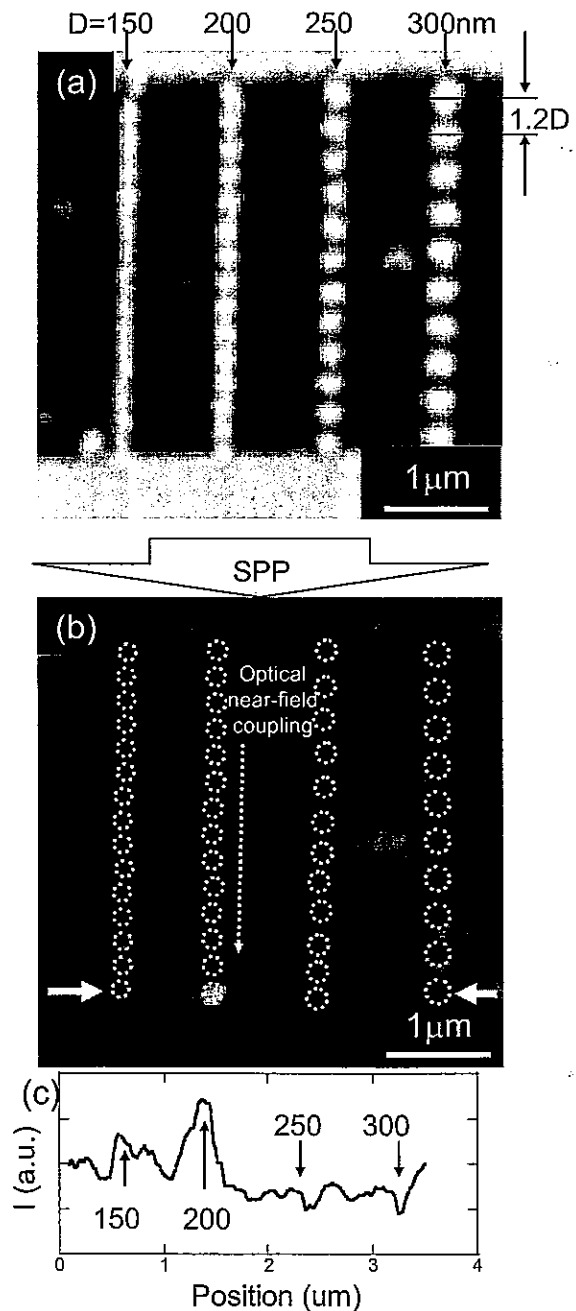 D=150 200 250 300nm
(a)
1.2D
1μm
SPP
(b)
Optical
near-field
coupling
1μm
(c)
I (a.u.)
250 300
150 200
0 1 2 3 4
Position (um)